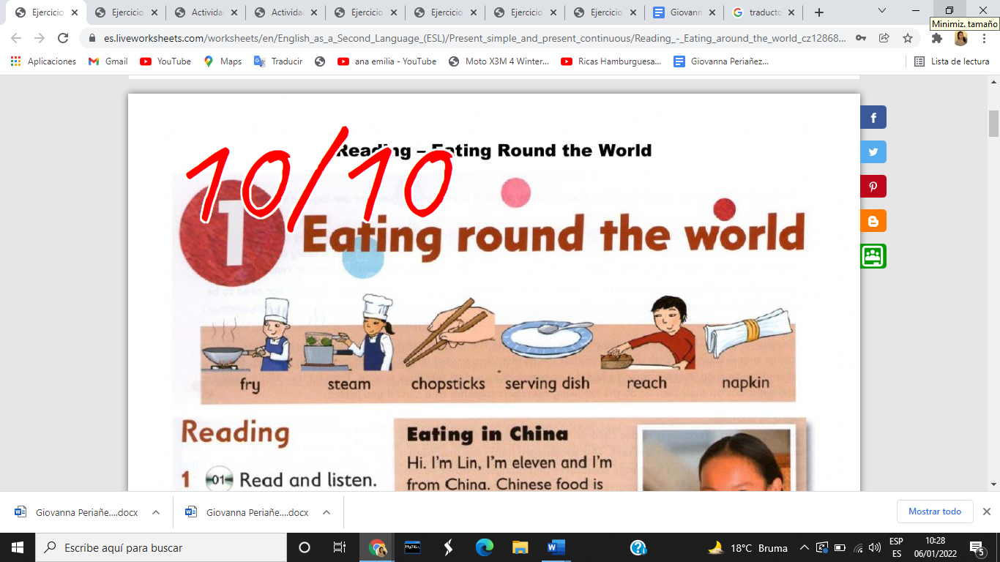 Ejercicio
Ejercicio
Activida
Activida
Ejercicio
Ejercicio
Ejercicio
Ejercicio
Giovann
traducto
Minimiz. tamaño
es.liveworksheets.com/worksheets/en/English_as_a_Second_Language_(ESL)/Present_simple_and_present_continuous/Reading_-_Eating_around_the_world_cz12868...
Aplicaciones
Gmail
YouTube
Maps
Traducir
ana emilia - YouTube
Moto X3M 4 Winter...
Ricas Hamburguesa...
Giovanna Periañez...
Lista de lectura
Reading – Eating Round the World
10/10
1 Eating round the world
fry steam chopsticks serving dish reach napkin
Reading
1 01 Read and listen.
Eating in China
Hi. I'm Lin, I'm eleven and I'm
from China. Chinese food is
Giovanna Periañe....docx
Giovanna Periañe....docx
Mostrar todo
Escribe aquí para buscar
MySQL
18°C Bruma
ESP
ES
10:28
06/01/2022
5